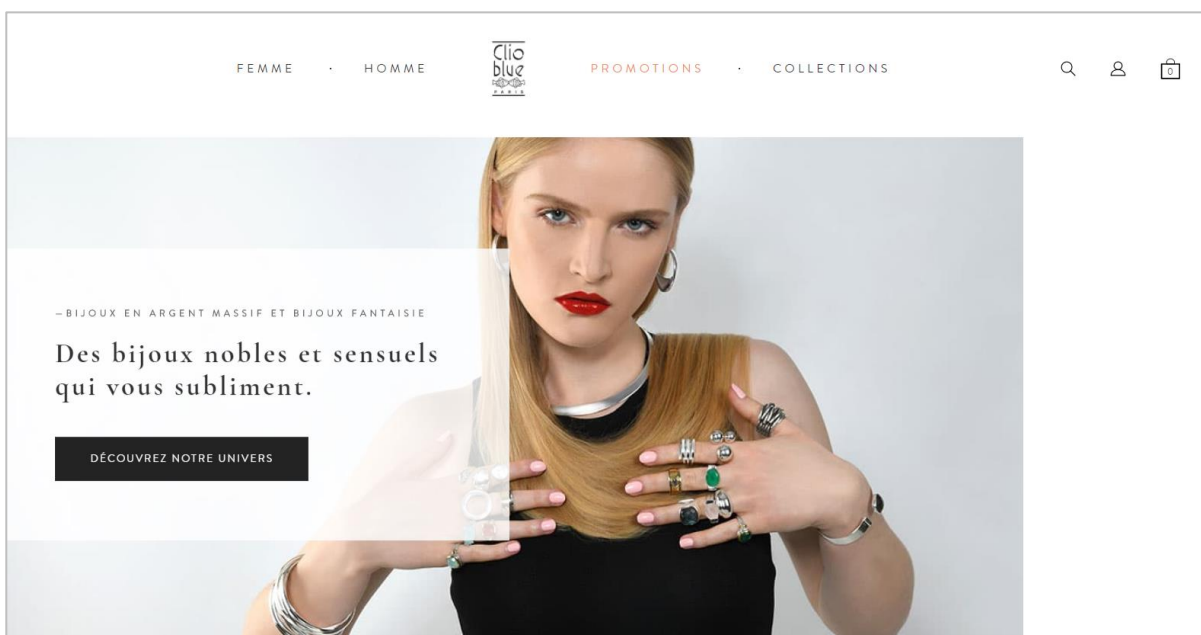 FEMME · HOMME
Clio
blue
PARIS
PROMOTIONS · COLLECTIONS
0
–BIJOUX EN ARGENT MASSIF ET BIJOUX FANTAISIE
Des bijoux nobles et sensuels
qui vous subliment.
DÉCOUVREZ NOTRE UNIVERS